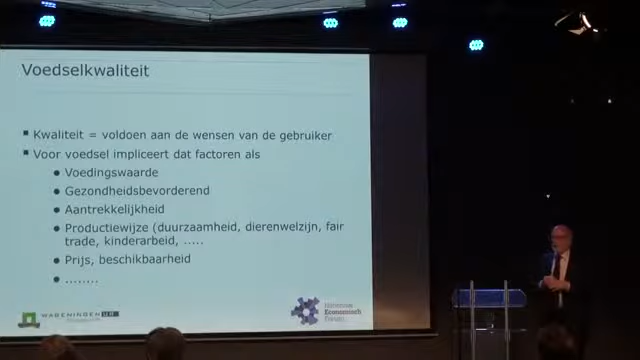 Voedselkwaliteit
Kwaliteit = voldoen aan de wensen van de gebruiker
Voor voedsel impliceert dat factoren als
Voedingswaarde
Gezondheidsbevorderend
Aantrekkelijkheid
Productiewijze (duurzaamheid, dierenwelzijn, fair
trade, kinderarbeid, .....
Prijs, beschikbaarheid
........
WAGENINGEN UR
Economisch